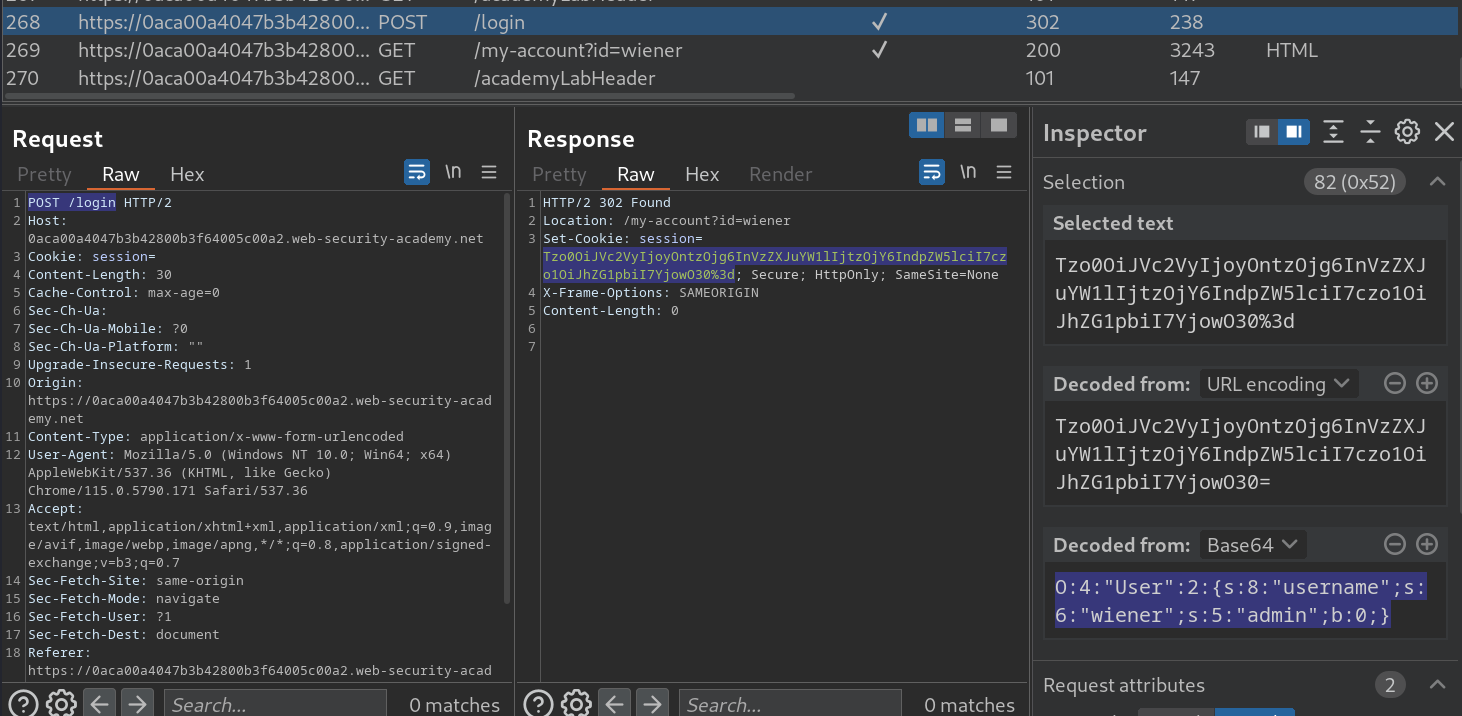 268 https://0aca00a4047b3b42800... POST /login ✓ 302 238
269 https://0aca00a4047b3b42800... GET /my-account?id=wiener ✓ 200 3243 HTML
270 https://0aca00a4047b3b42800... GET /academyLabHeader 101 147
Request
Pretty Raw Hex \n
1 POST /login HTTP/2
2 Host:
0aca00a4047b3b42800b3f64005c00a2.web-security-academy.net
3 Cookie: session=
4 Content-Length: 30
5 Cache-Control: max-age=0
6 Sec-Ch-Ua:
7 Sec-Ch-Ua-Mobile: ?0
8 Sec-Ch-Ua-Platform: ""
9 Upgrade-Insecure-Requests: 1
10 Origin:
https://0aca00a4047b3b42800b3f64005c00a2.web-security-acad
emy.net
11 Content-Type: application/x-www-form-urlencoded
12 User-Agent: Mozilla/5.0 (Windows NT 10.0; Win64; x64)
AppleWebKit/537.36 (KHTML, like Gecko)
Chrome/115.0.5790.171 Safari/537.36
13 Accept:
text/html,application/xhtml+xml,application/xml;q=0.9,imag
e/avif,image/webp,image/apng,*/*;q=0.8,application/signed-
exchange;v=b3;q=0.7
14 Sec-Fetch-Site: same-origin
15 Sec-Fetch-Mode: navigate
16 Sec-Fetch-User: ?1
17 Sec-Fetch-Dest: document
18 Referer:
https://0aca00a4047b3b42800b3f64005c00a2.web-security-acad
Search... 0 matches
Response
Pretty Raw Hex Render \n
1 HTTP/2 302 Found
2 Location: /my-account?id=wiener
3 Set-Cookie: session=
Tzo0OiJVc2VyIjoyOntzOjg6InVzZXJuYW1lIjtzOjY6IndpZW5lciI7cz
o1OiJhZG1pbiI7YjowO30%3d; Secure; HttpOnly; SameSite=None
4 X-Frame-Options: SAMEORIGIN
5 Content-Length: 0
6
7
Search... 0 matches
Inspector
Selection 82 (0x52)
Selected text
Tzo0OiJVc2VyIjoyOntzOjg6InVzZXJ
uYW1lIjtzOjY6IndpZW5lciI7czo1Oi
JhZG1pbiI7YjowO30%3d
Decoded from: URL encoding
Tzo0OiJVc2VyIjoyOntzOjg6InVzZXJ
uYW1lIjtzOjY6IndpZW5lciI7czo1Oi
JhZG1pbiI7YjowO30=
Decoded from: Base64
O:4:"User":2:{s:8:"username";s:
6:"wiener";s:5:"admin";b:0;}
Request attributes 2